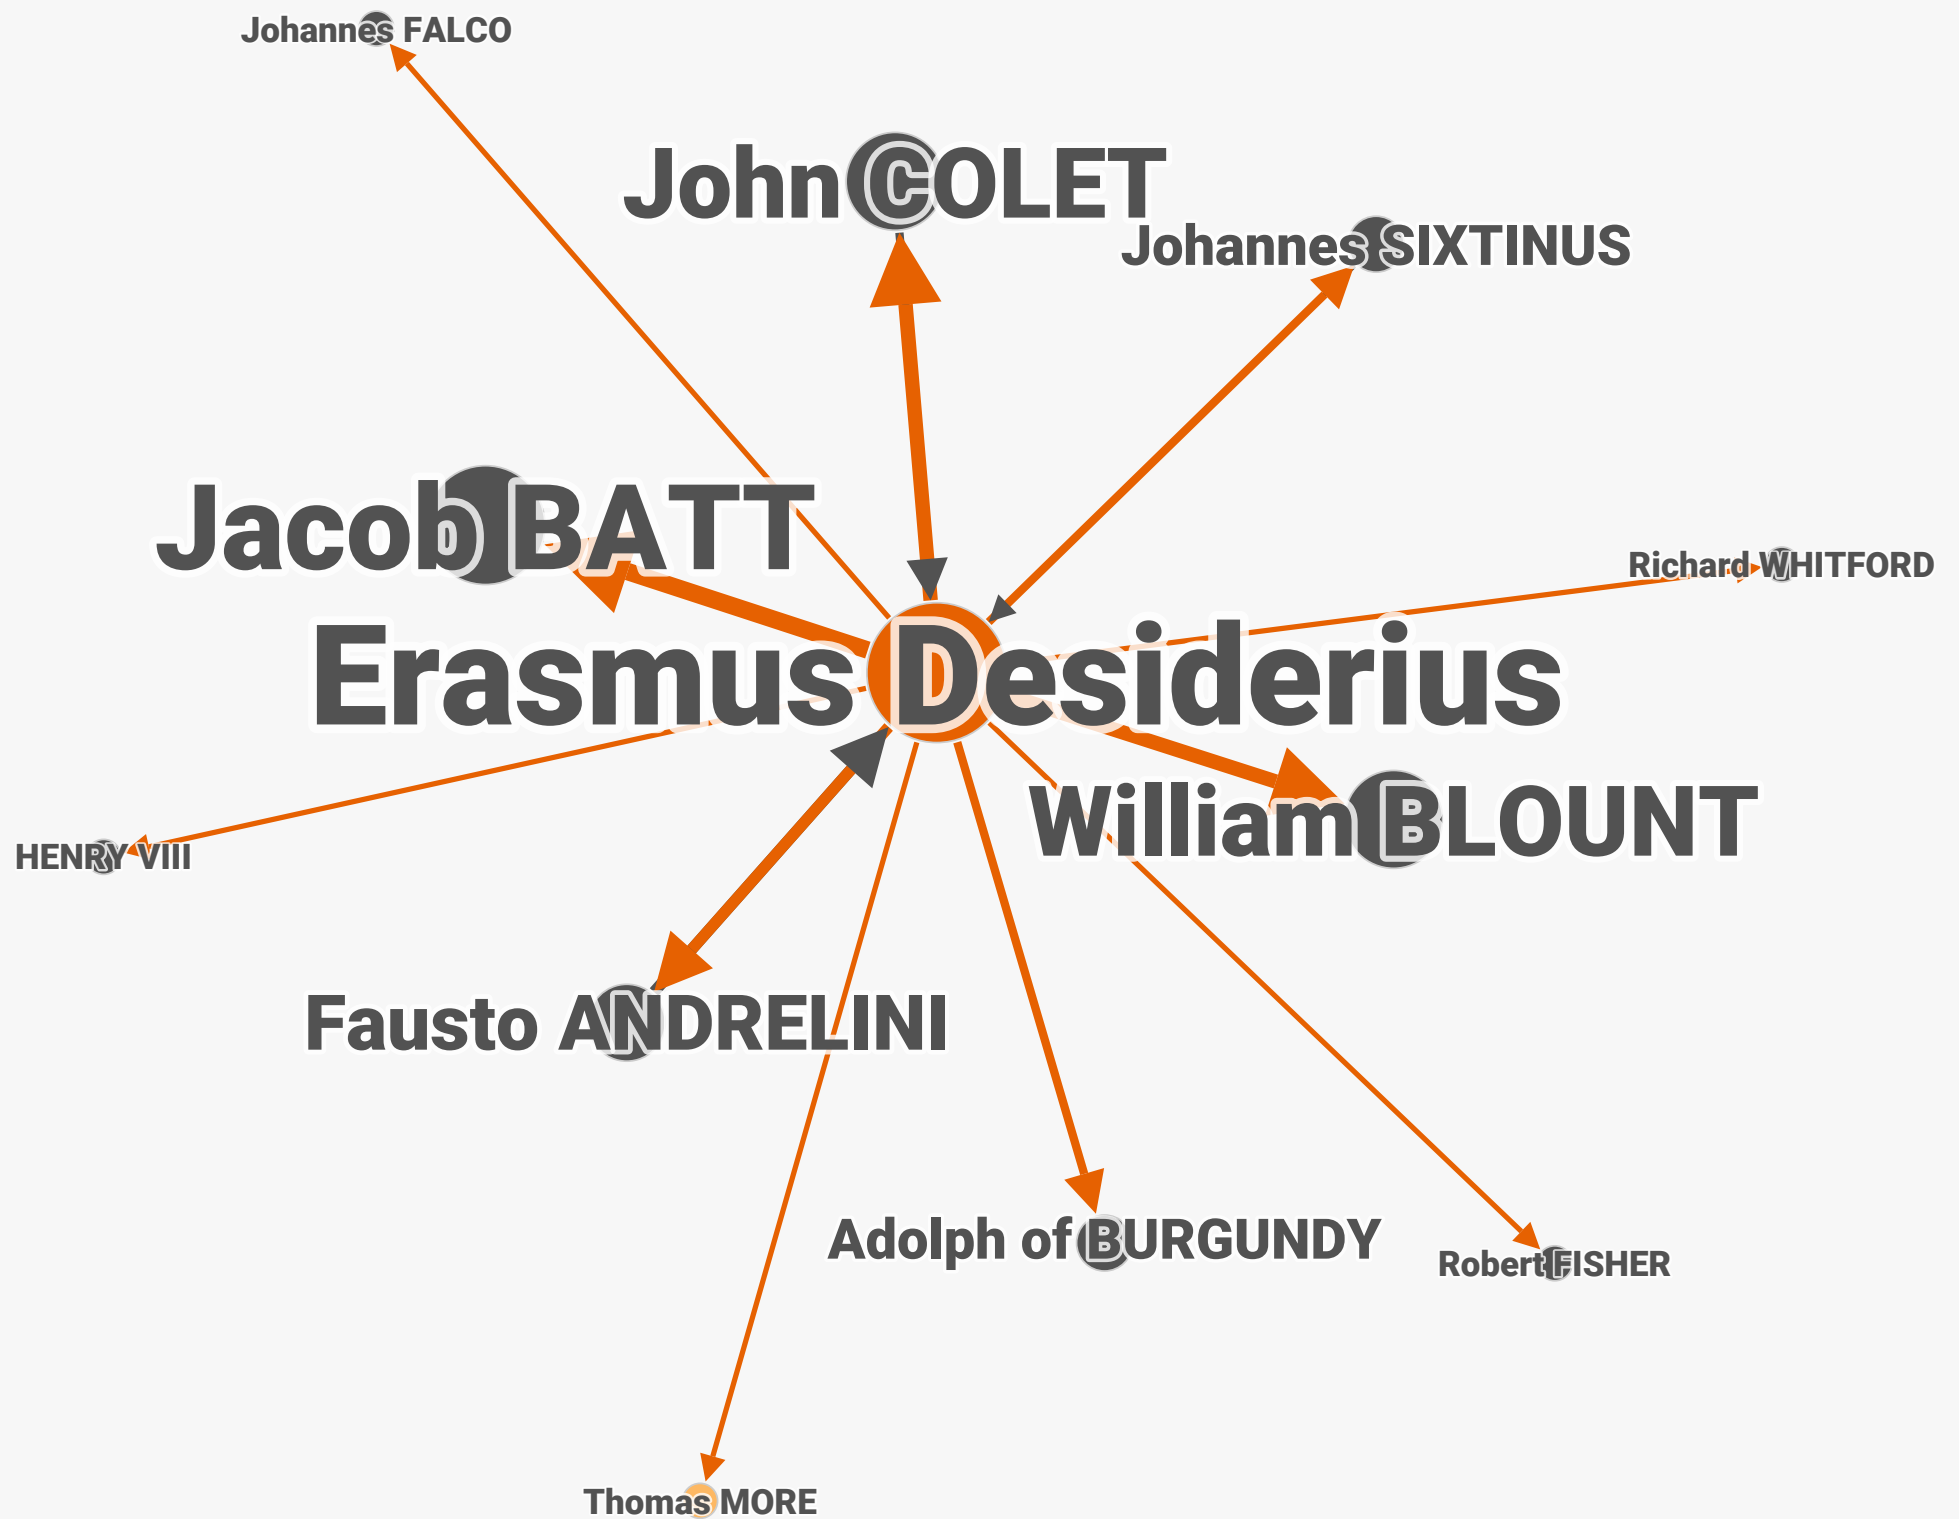 Johannes FALCO
John COLET
Johannes SIXTINUS
Jacob BATT
Richard WHITFORD
Erasmus Desiderius
William BLOUNT
HENRY VIII
Fausto ANDRELINI
Adolph of BURGUNDY
Robert FISHER
Thomas MORE